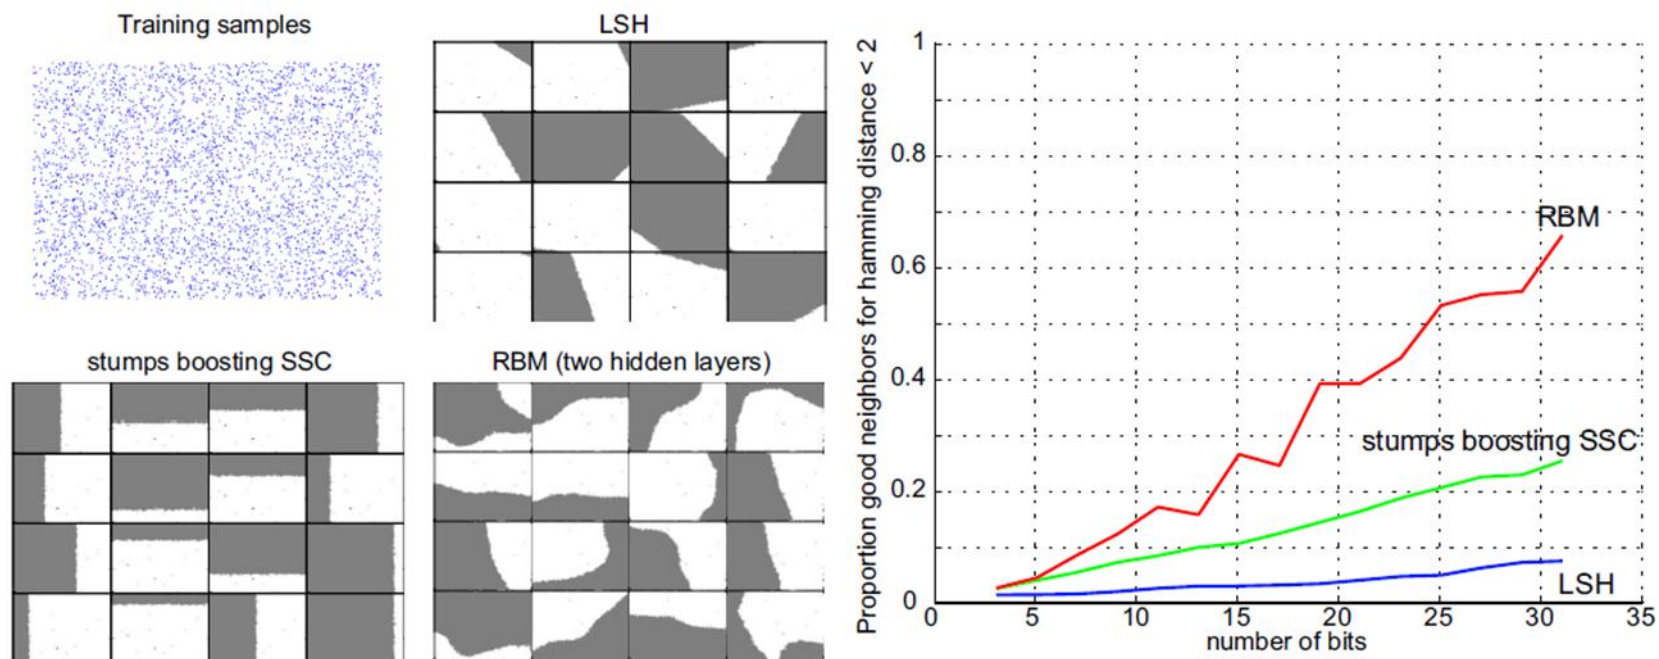 Training samples
LSH
stumps boosting SSC
RBM (two hidden layers)
Proportion good neighbors for hamming distance < 2
1
0.8
0.6
0.4
0.2
0
RBM
stumps boosting SSC
LSH
0 5 10 15 20 25 30 35
number of bits